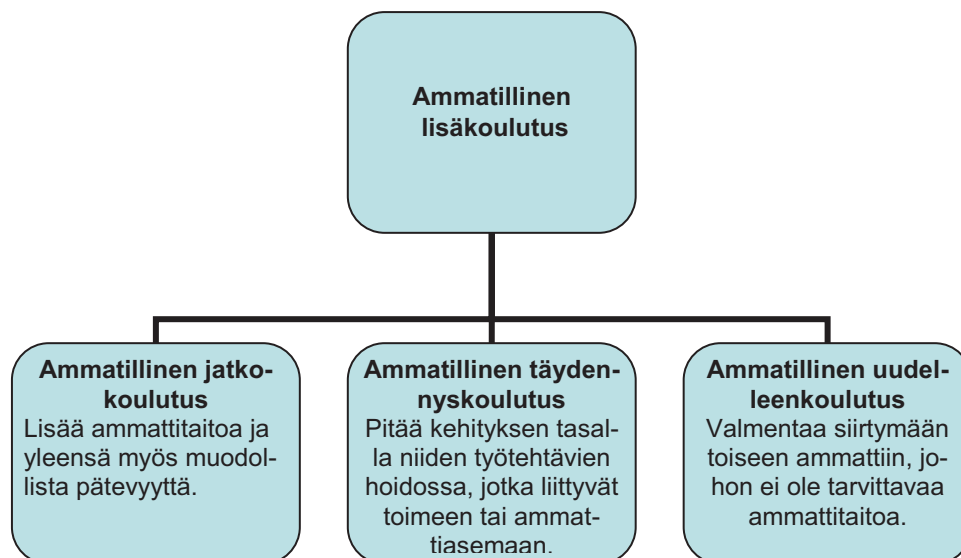 Ammatillinen
lisäkoulutus
Ammatillinen jatko-
koulutus
Lisää ammattitaitoa ja
yleensä myös muodol-
lista pätevyyttä.
Ammatillinen täyden-
nyskoulutus
Pitää kehityksen tasal-
la niiden työtehtävien
hoidossa, jotka liittyvät
toimeen tai ammat-
tiasemaan.
Ammatillinen uudel-
leenkoulutus
Valmentaa siirtymään
toiseen ammattiin, jo-
hon ei ole tarvittavaa
ammattitaitoa.